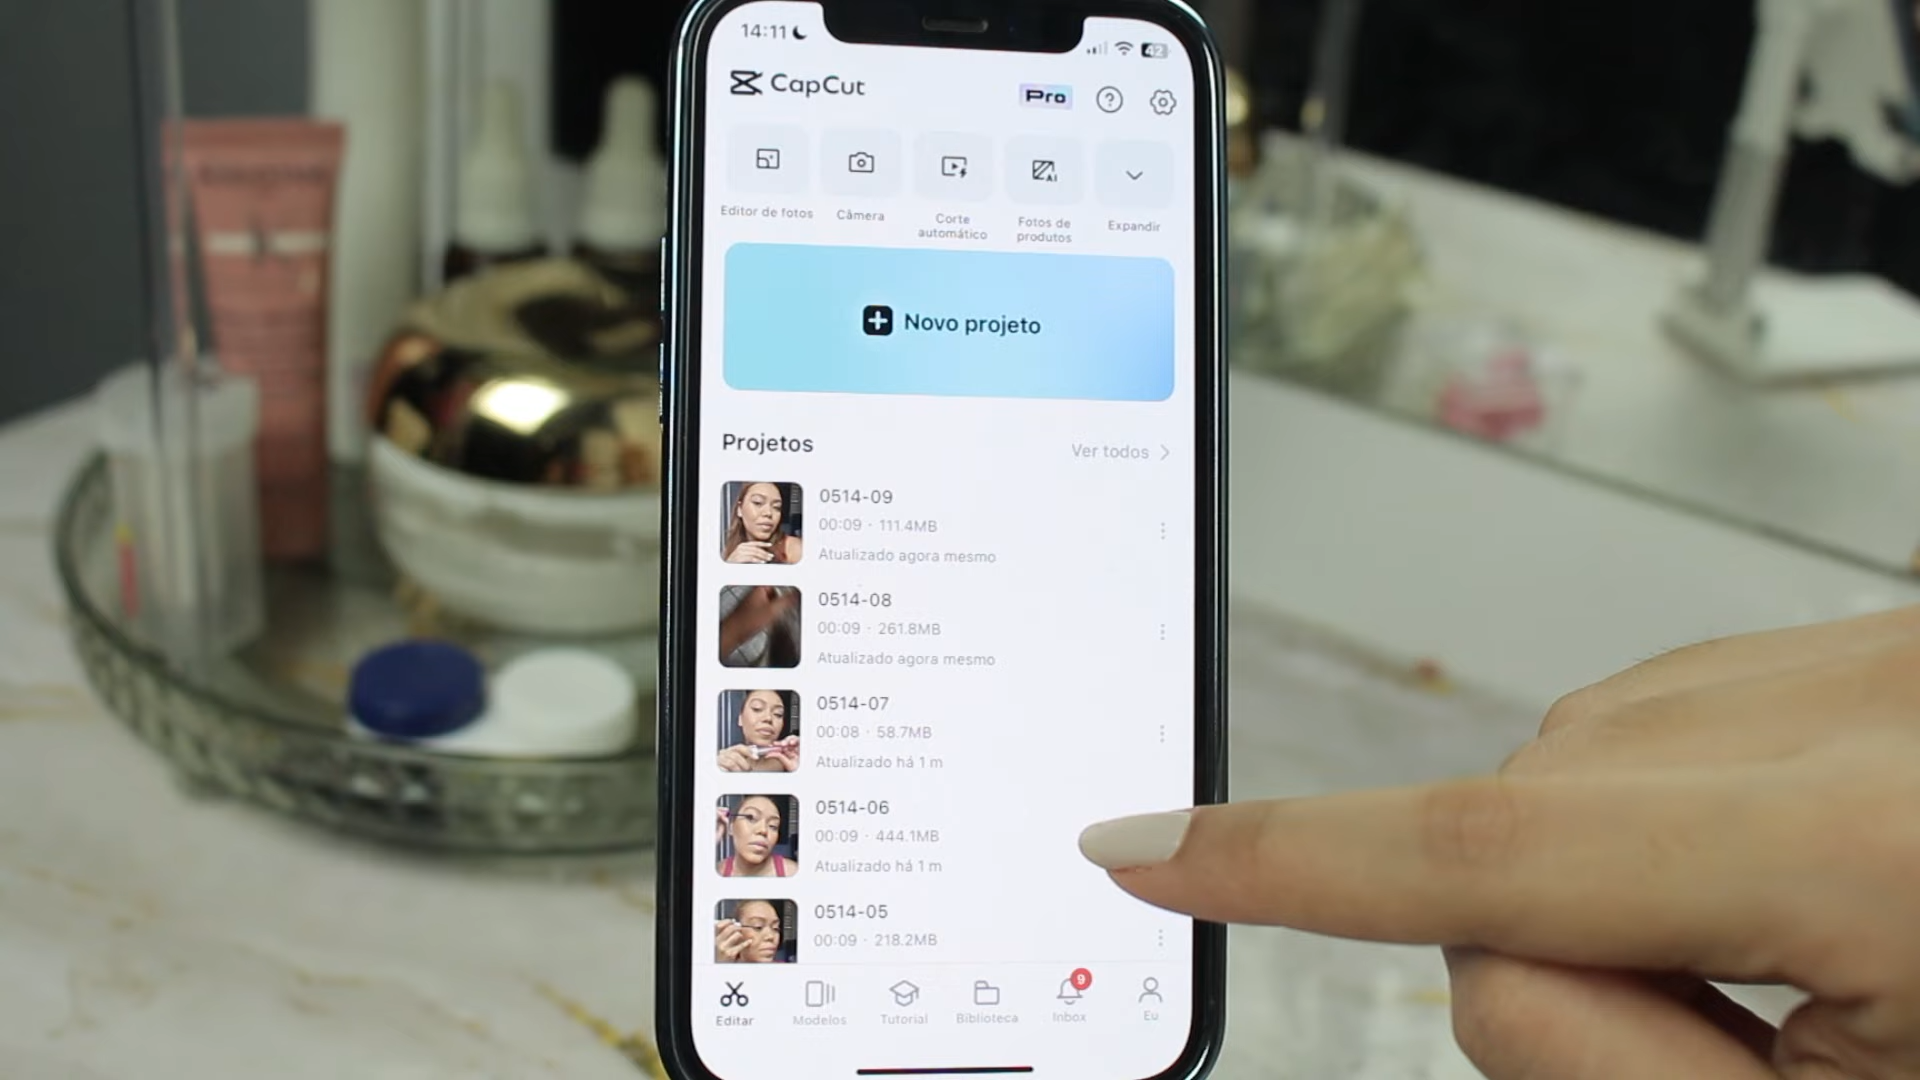 14:11
42
CapCut
Pro
Editor de fotos
Câmera
Corte
automático
Fotos de
produtos
Expandir
Novo projeto
Projetos
Ver todos
0514-09
00:09 · 111.4MB
Atualizado agora mesmo
0514-08
00:09 · 261.8MB
Atualizado agora mesmo
0514-07
00:08 · 58.7MB
Atualizado há 1 m
0514-06
00:09 · 444.1MB
Atualizado há 1 m
0514-05
00:09 · 218.2MB
9
Editar
Modelos
Tutorial
Biblioteca
Inbox
Eu